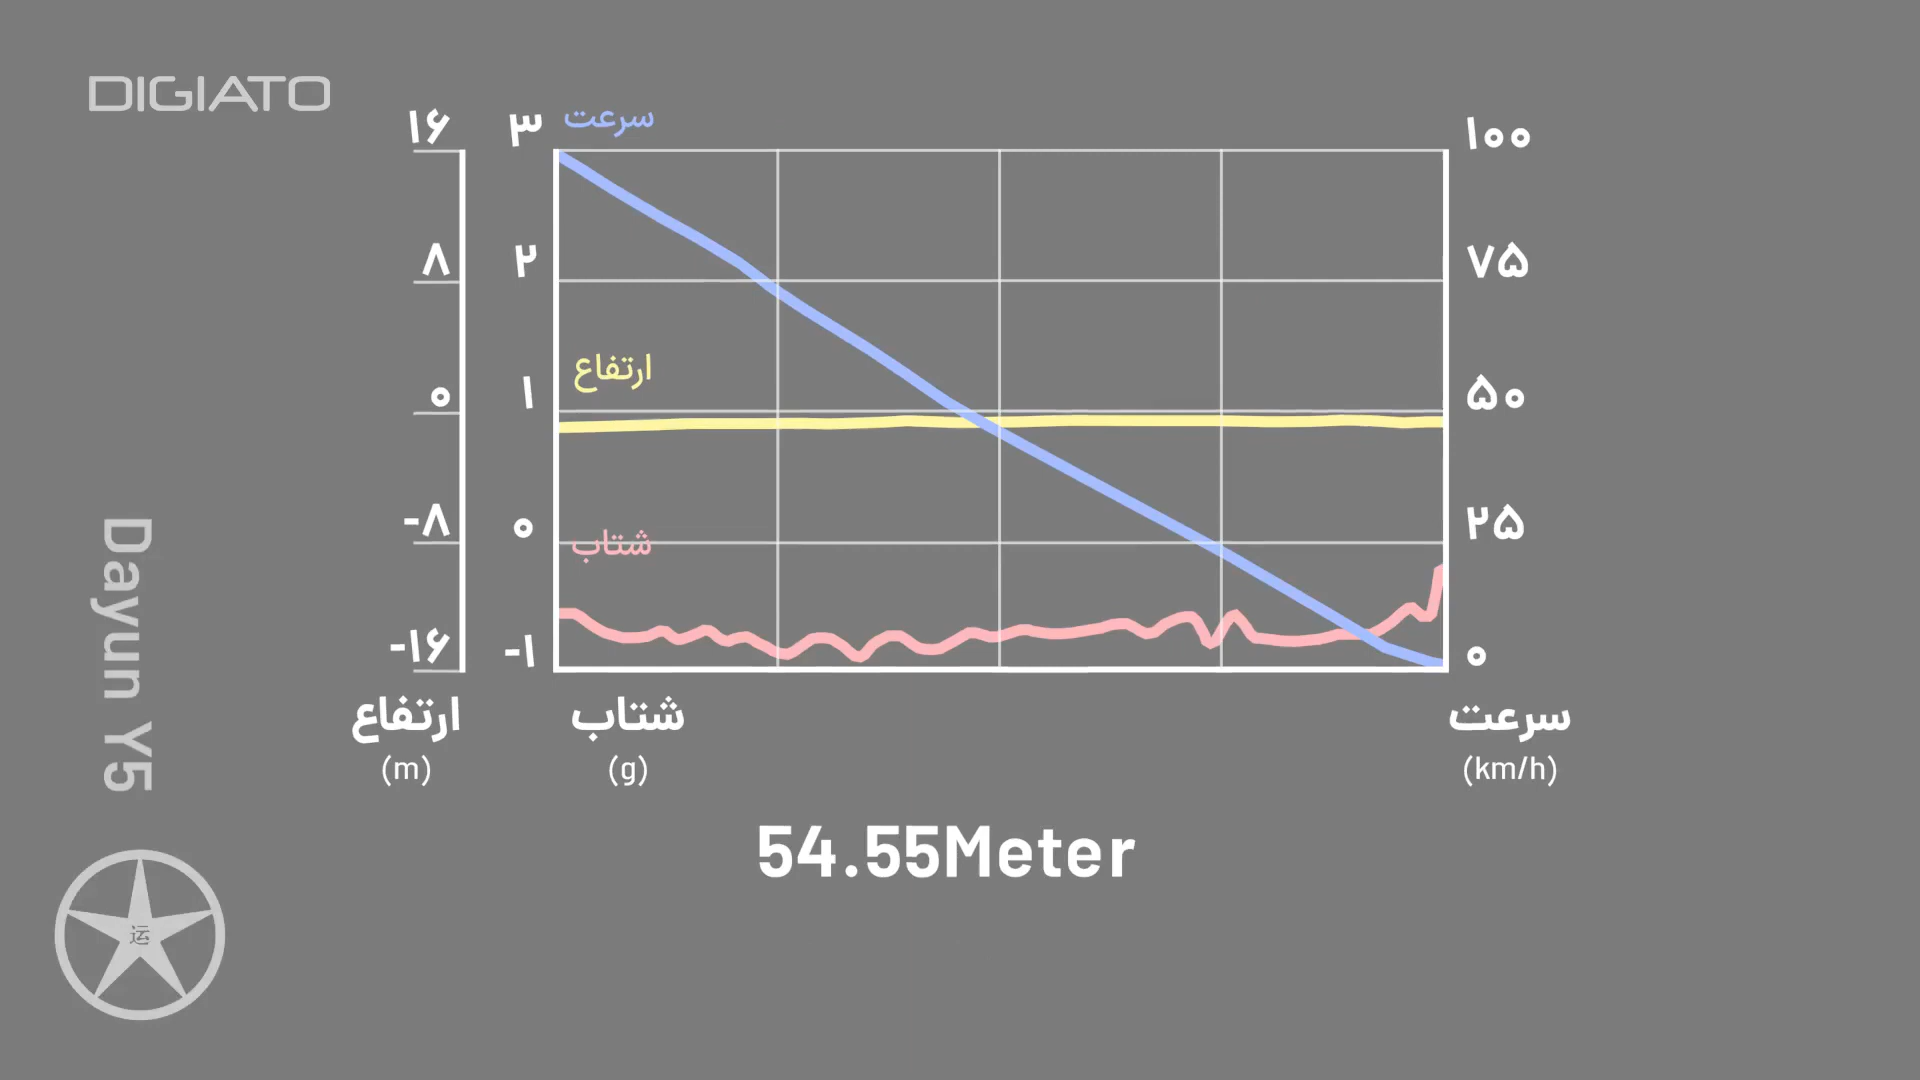 DIGIATO
سرعت
۱۶
۳
۱۰۰
۸
۲
۷۵
ارتفاع
۰
۱
۵۰
-۸
۰
شتاب
۲۵
-۱۶
-۱
۰
ارتفاع
(m)
شتاب
(g)
سرعت
(km/h)
54.55Meter
Dayun Y5
运